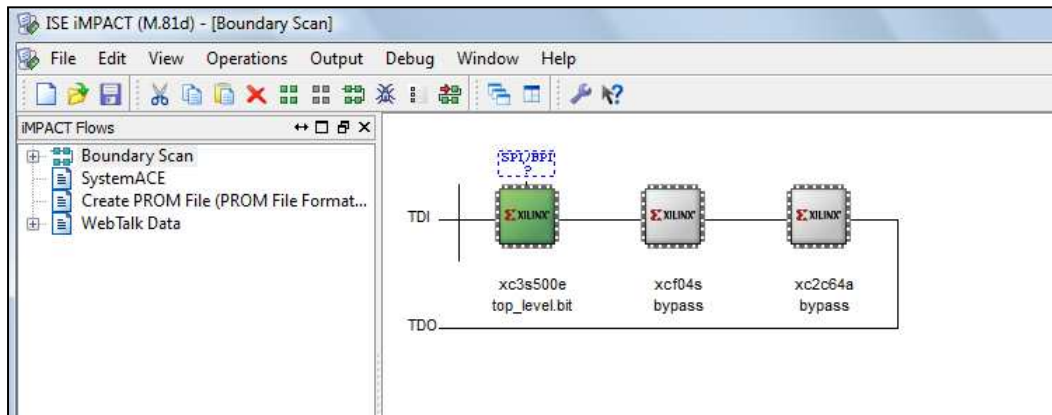 ISE iMPACT (M.81d) - [Boundary Scan]
File Edit View Operations Output Debug Window Help
iMPACT Flows
Boundary Scan
SystemACE
Create PROM File (PROM File Format...
WebTalk Data
SPI/BPI
?
TDI
XILINX
XILINX
XILINX
xc3s500e
top_level.bit
xcf04s
bypass
xc2c64a
bypass
TDO